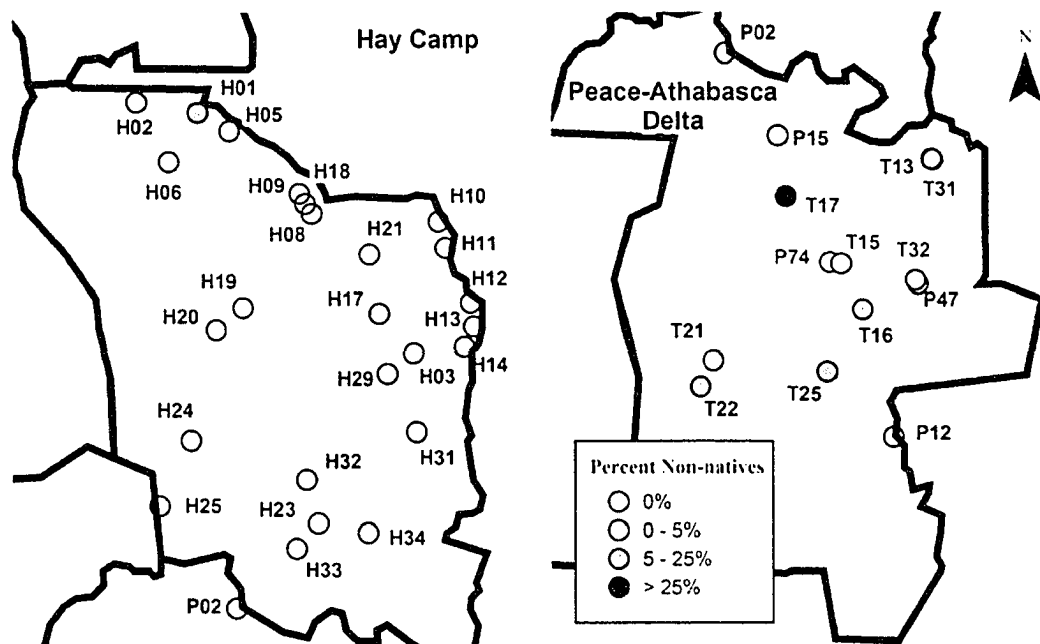 Hay Camp
H01
H02
H05
H06
H18
H09
H08
H10
H21
H11
H12
H19
H17
H13
H20
H14
H29
H03
H24
H31
H32
H25
H23
H34
H33
P02
P02
N
Peace-Athabasca
Delta
P15
T13
T31
T17
P74
T15
T32
P47
T16
T21
T25
T22
P12
Percent Non-natives
0%
0 - 5%
5 - 25%
> 25%